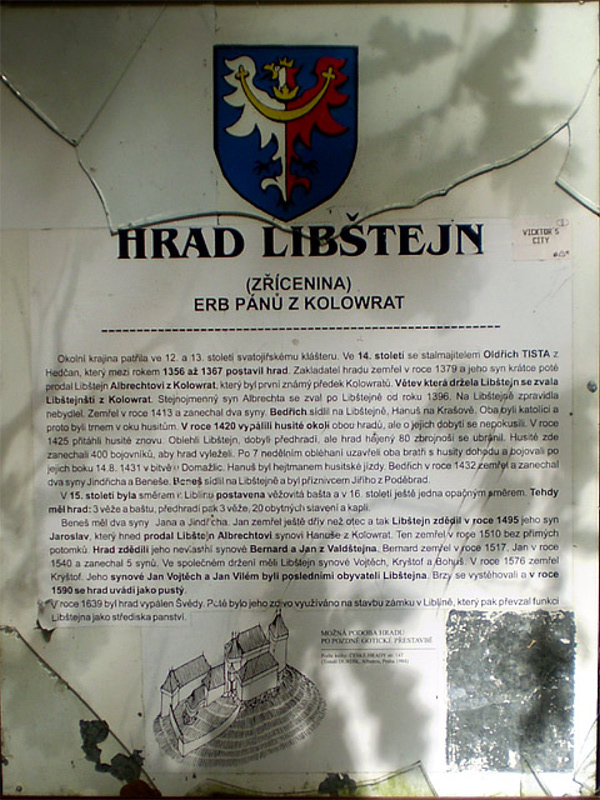 HRAD LIBŠTEJN
VICKTOR'S
CITY
(ZŘÍCENINA)
ERB PÁNŮ Z KOLOWRAT
Okolní krajina patřila ve 12. a 13. století svatojiřskému klášteru. Ve 14. století se stal majitelem Oldřich TISTA z
Hedčan, který mezi rokem 1356 až 1367 postavil hrad. Zakladatel hradu zemřel v roce 1379 a jeho syn krátce poté
prodal Libštejn Albrechtovi z Kolowrat, který byl první známý předek Kolowratů. Větev která držela Libštejn se zvala
Libštejnští z Kolowrat. Stejnojmenný syn Albrechta se zval po Libštejně od roku 1396. Na Libštejně zpravidla
nebydlel. Zemřel v roce 1413 a zanechal dva syny. Bedřich sídlil na Libštejně, Hanuš na Krašově. Oba byli katolíci a
proto byli trnem v oku husitům. V roce 1420 vypálili husité okolí obou hradů, ale o jejich dobytí se nepokusili. V roce
1425 přitáhli husité znovu. Oblehli Libštejn, dobyli předhradí, ale hrad hájený 80 zbrojnoši se ubránil. Husité zde
zanechali 400 bojovníků, aby hrad vyleželi. Po 7 nedělním obléhání uzavřeli oba bratři s husity dohodu a bojovali po
jejich boku 14.8. 1431 v bitvě u Domažlic. Hanuš byl hejtmanem husitské jízdy. Bedřich v roce 1432 zemřel a zanechal
dva syny Jindřicha a Beneše. Beneš sídlil na Libštejně a byl příznivcem Jiřího z Poděbrad.
V 15. století byla směrem k Liblínu postavena věžovitá bašta a v 16. století ještě jedna opačným směrem. Tehdy
měl hrad: 3 věže a baštu, předhradí pak 3 věže, 20 obytných slavení a kapli.
Beneš měl dva syny Jana a Jindřicha. Jan zemřel ještě dřív než otec a tak Libštejn zdědil v roce 1495 jeho syn
Jaroslav, který hned prodal Libštejn Albrechtovi synovi Hanuše z Kolowrat. Ten zemřel v roce 1510 bez přímých
potomků. Hrad zdědili jeho nevlastní synové Bernard a Jan z Valdštejna. Bernard zemřel v roce 1517, Jan v roce
1540 a zanechal 5 synů. Ve společném držení měli Libštejn synové Vojtěch, Kryštof a Bohuš. V roce 1576 zemřel
Kryštof. Jeho synové Jan Vojtěch a Jan Vilém byli posledními obyvateli Libštejna. Brzy se vystěhovali a v roce
1590 se hrad uvádí jako pustý.
V roce 1639 byl hrad vypálen Švédy. Poté bylo jeho zdivo využíváno na stavbu zámku v Liblíně, který pak převzal funkci
Libštejna jako střediska panství.
MOŽNÁ PODOBA HRADU
PO POZDNĚ GOTICKÉ PŘESTAVBĚ
Podle knihy: ČESKÉ HRADY str. 147
(Tomáš DURDÍK, Albatros, Praha 1984)